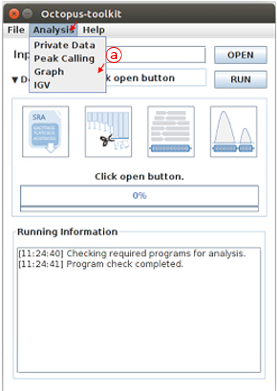 Octopus-toolkit
File Analysis Help
Private Data
Peak Calling
Graph
IGV
a
Inp
OPEN
ck open button
RUN
SRA
Click open button.
0%
Running Information
[11:24:40] Checking required programs for analysis.
[11:24:41] Program check completed.